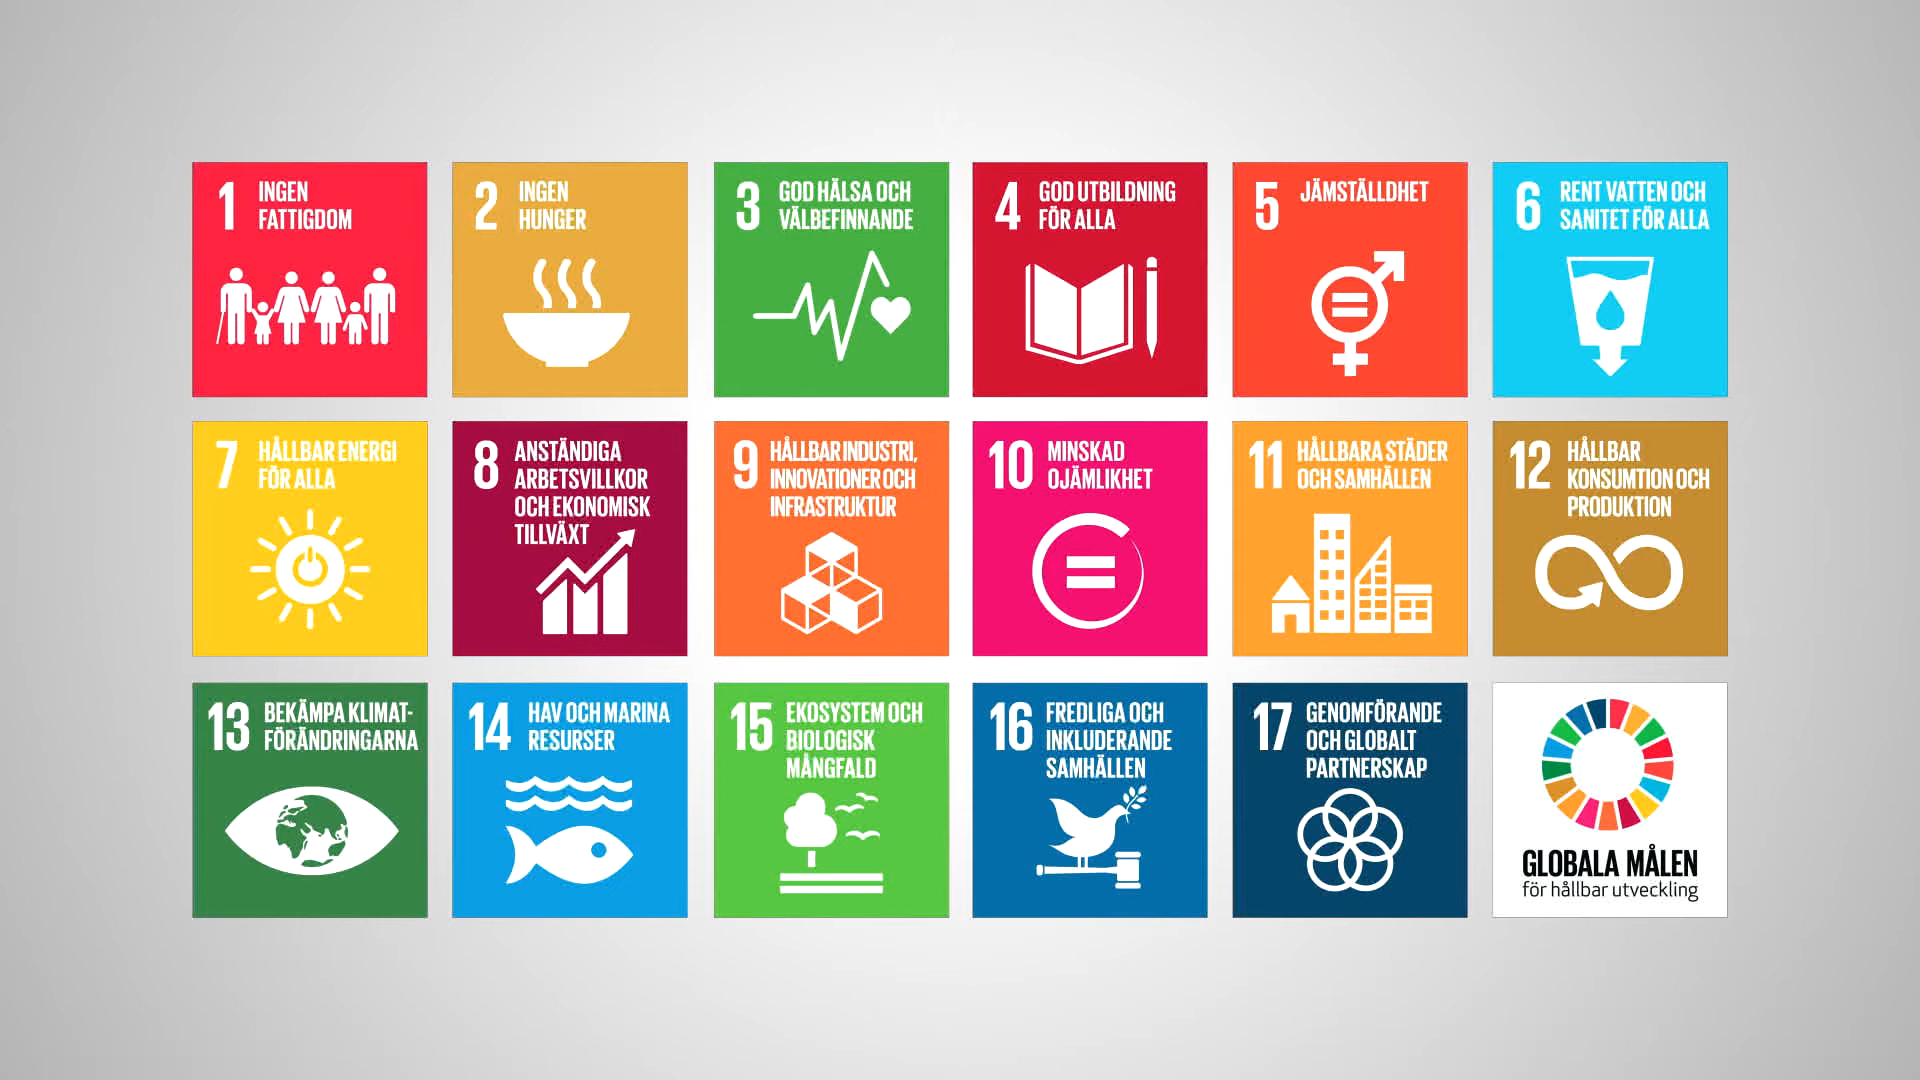 1 INGEN
FATTIGDOM
2 INGEN
HUNGER
3 GOD HÄLSA OCH
VÄLBEFINNANDE
4 GOD UTBILDNING
FÖR ALLA
5 JÄMSTÄLLDHET
6 RENT VATTEN OCH
SANITET FÖR ALLA
7 HÅLLBAR ENERGI
FÖR ALLA
8 ANSTÄNDIGA
ARBETSVILLKOR
OCH EKONOMISK
TILLVÄXT
9 HÅLLBAR INDUSTRI,
INNOVATIONER OCH
INFRASTRUKTUR
10 MINSKAD
OJÄMLIKHET
11 HÅLLBARA STÄDER
OCH SAMHÄLLEN
12 HÅLLBAR
KONSUMTION OCH
PRODUKTION
13 BEKÄMPA KLIMAT-
FÖRÄNDRINGARNA
14 HAV OCH MARINA
RESURSER
15 EKOSYSTEM OCH
BIOLOGISK
MÅNGFALD
16 FREDLIGA OCH
INKLUDERANDE
SAMHÄLLEN
17 GENOMFÖRANDE
OCH GLOBALT
PARTNERSKAP
GLOBALA MÅLEN
för hållbar utveckling